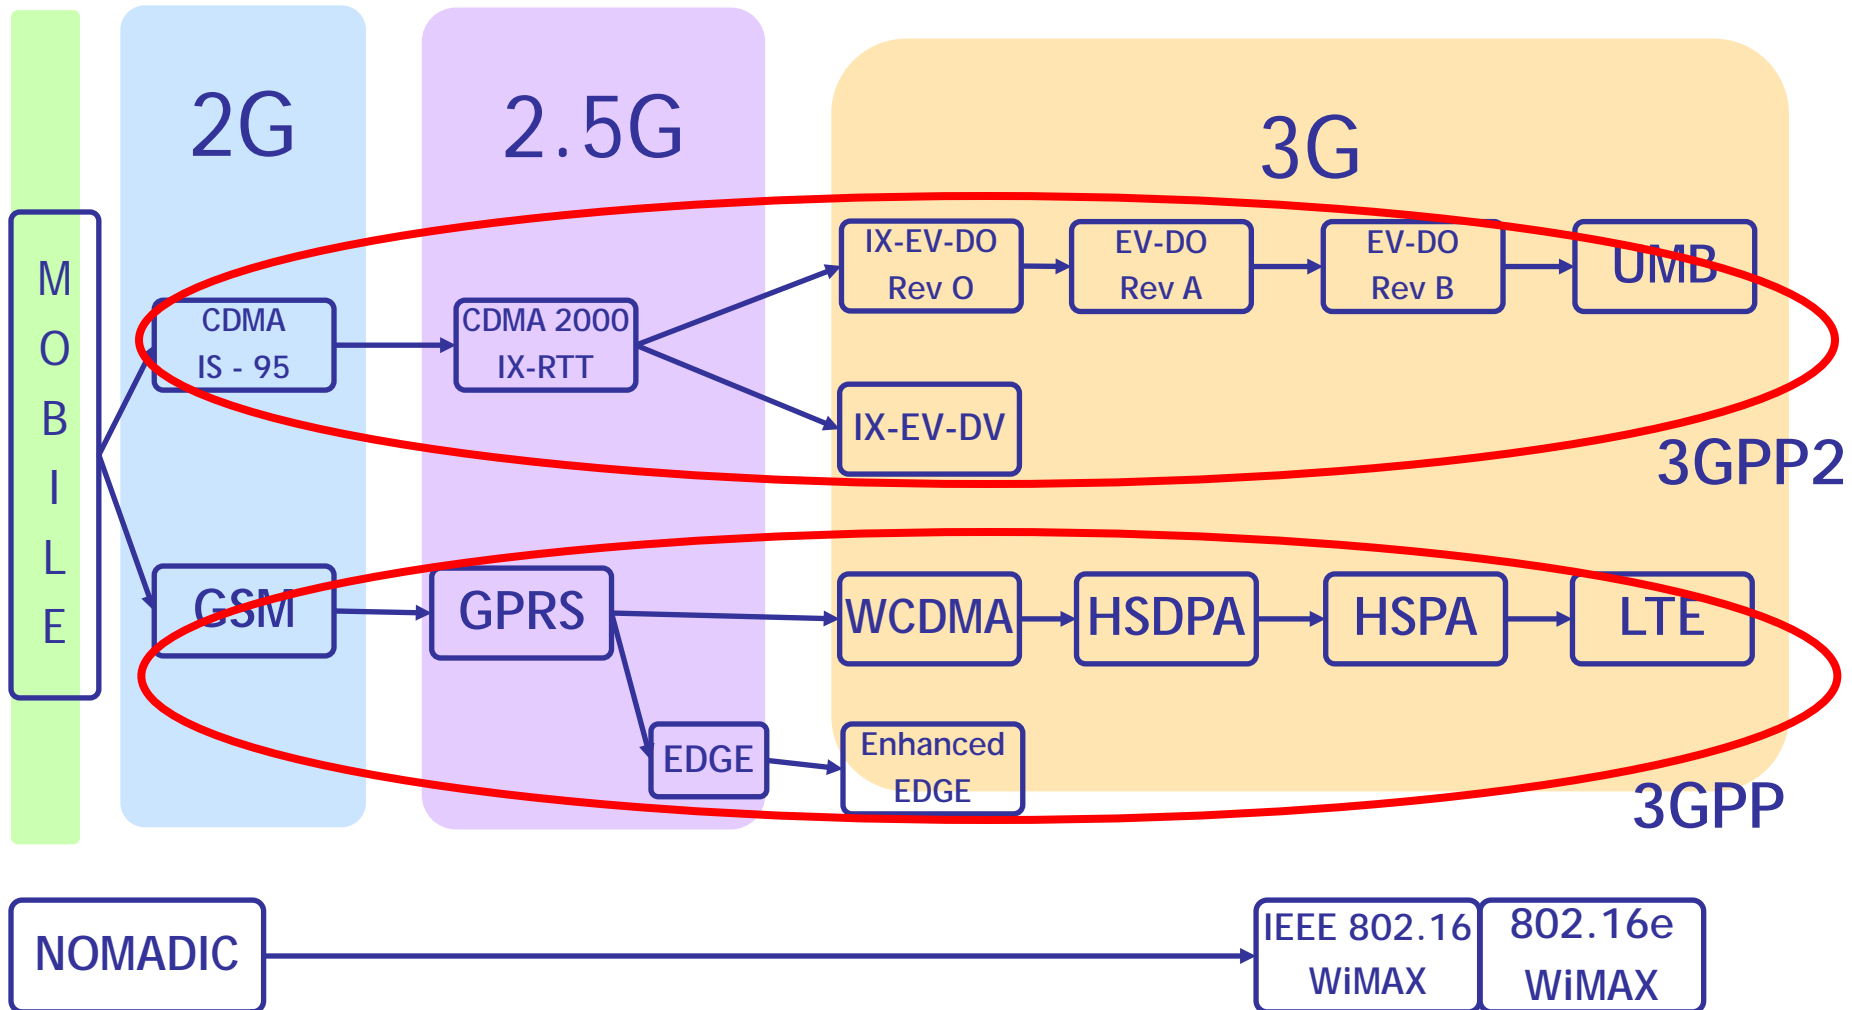 2G
2.5G
3G
MOBILE
CDMA
IS - 95
CDMA 2000
IX-RTT
IX-EV-DO
Rev O
EV-DO
Rev A
EV-DO
Rev B
UMB
IX-EV-DV
3GPP2
GSM
GPRS
WCDMA
HSDPA
HSPA
LTE
EDGE
Enhanced
EDGE
3GPP
NOMADIC
IEEE 802.16
WiMAX
802.16e
WiMAX